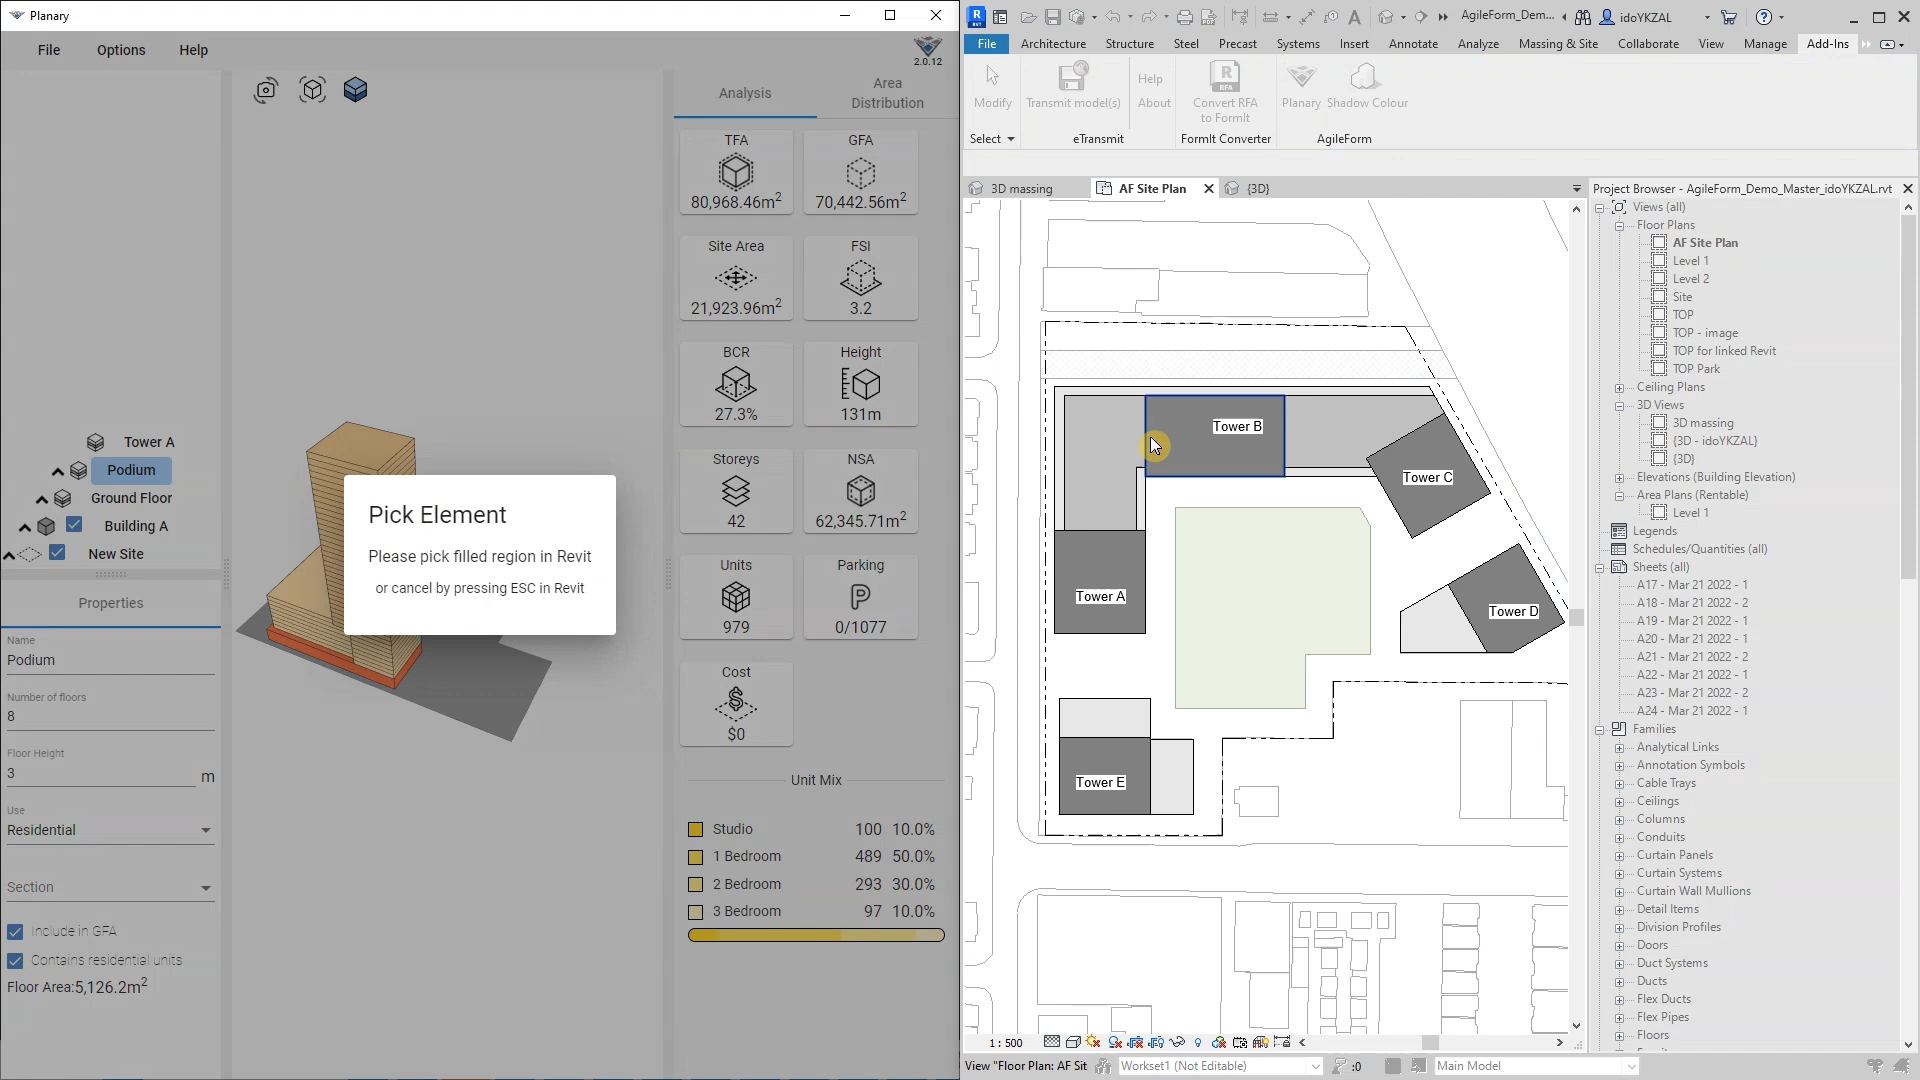 Planary
File Options Help
2.0.12
Tower A
Podium
Ground Floor
Building A
New Site
Properties
Name
Podium
Number of floors
8
Floor Height
3 m
Use
Residential
Section
Include in GFA
Contains residential units
Floor Area:5,126.2m2
Pick Element
Please pick filled region in Revit
or cancel by pressing ESC in Revit
Analysis
Area Distribution
TFA
80,968.46m2
GFA
70,442.56m2
Site Area
21,923.96m2
FSI
3.2
BCR
27.3%
Height
131m
Storeys
42
NSA
62,345.71m2
Units
979
Parking
0/1077
Cost
$0
Unit Mix
Studio 100 10.0%
1 Bedroom 489 50.0%
2 Bedroom 293 30.0%
3 Bedroom 97 10.0%
AgileForm_Dem... idoYKZAL
File Architecture Structure Steel Precast Systems Insert Annotate Analyze Massing & Site Collaborate View Manage Add-Ins
Modify
Transmit model(s)
Help
About
Convert RFA
to FormIt
Planary
Shadow Colour
Select eTransmit FormIt Converter AgileForm
3D massing AF Site Plan {3D}
Tower B
Tower C
Tower A
Tower D
Tower E
1 : 500
View "Floor Plan: AF Sit Workset1 (Not Editable) :0 Main Model
Project Browser - AgileForm_Demo_Master_idoYKZAL.rvt
Views (all)
Floor Plans
AF Site Plan
Level 1
Level 2
Site
TOP
TOP - image
TOP for linked Revit
TOP Park
Ceiling Plans
3D Views
3D massing
{3D - idoYKZAL}
{3D}
Elevations (Building Elevation)
Area Plans (Rentable)
Level 1
Legends
Schedules/Quantities (all)
Sheets (all)
A17 - Mar 21 2022 - 1
A18 - Mar 21 2022 - 2
A19 - Mar 21 2022 - 1
A20 - Mar 21 2022 - 1
A21 - Mar 21 2022 - 2
A22 - Mar 21 2022 - 1
A23 - Mar 21 2022 - 2
A24 - Mar 21 2022 - 1
Families
Analytical Links
Annotation Symbols
Cable Trays
Ceilings
Columns
Conduits
Curtain Panels
Curtain Systems
Curtain Wall Mullions
Detail Items
Division Profiles
Doors
Duct Systems
Ducts
Flex Ducts
Flex Pipes
Floors